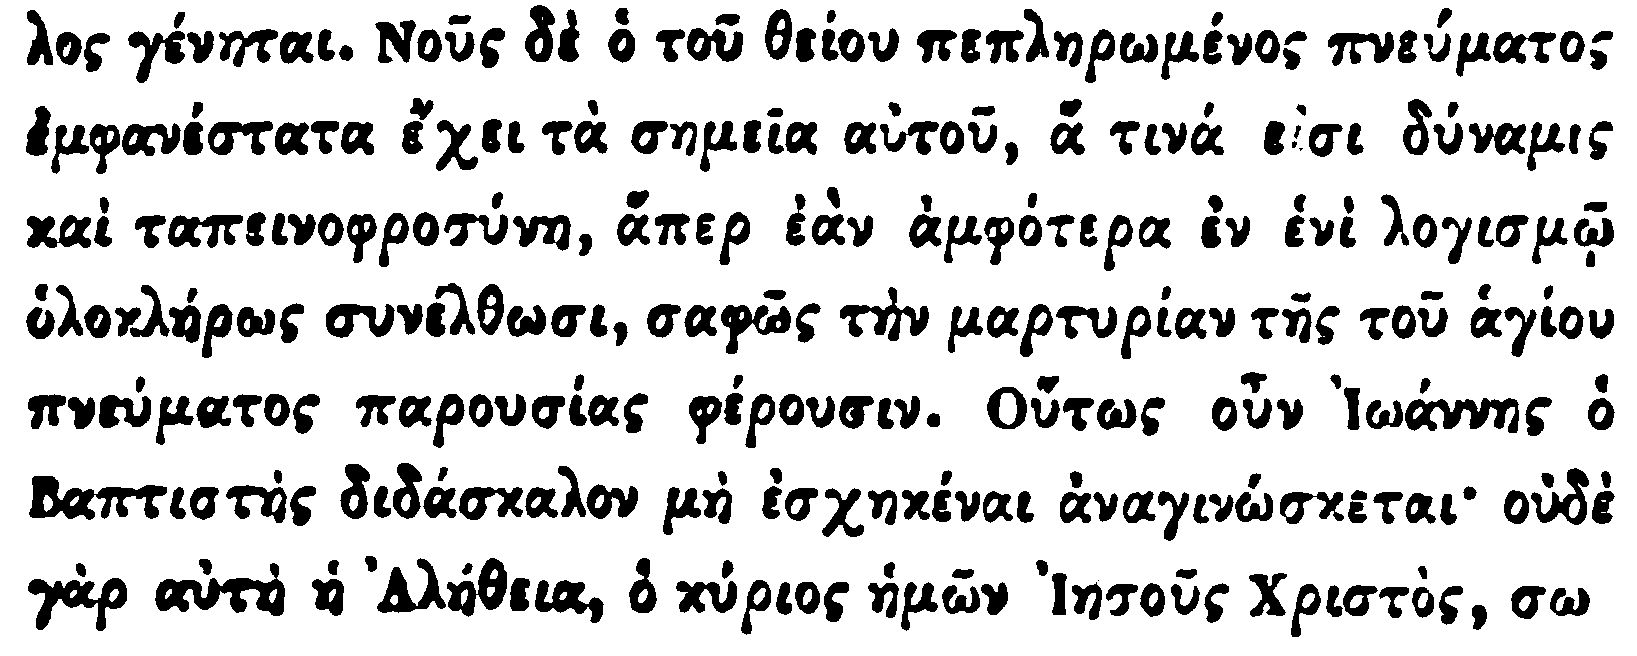 λος γένηται. Νοῦς δὲ ὁ τοῦ θείου πεπληρωμένος πνεύματος
ἐμφανέστατα ἔχει τὰ σημεῖα αὐτοῦ, ἅ τινά εἰσι δύναμις
καὶ ταπεινοφροσύνη, ἅπερ ἐὰν ἀμφότερα ἐν ἑνὶ λογισμῷ
ὁλοκλήρως συνέλθωσι, σαφῶς τὴν μαρτυρίαν τῆς τοῦ ἁγίου
πνεύματος παρουσίας φέρουσιν. Οὕτως οὖν Ἰωάννης ὁ
Βαπτιστὴς διδάσκαλον μὴ ἐσχηκέναι ἀναγινώσκεται· οὐδὲ
γὰρ αὐτὴ ἡ Ἀλήθεια, ὁ κύριος ἡμῶν Ἰησοῦς Χριστὸς, σω